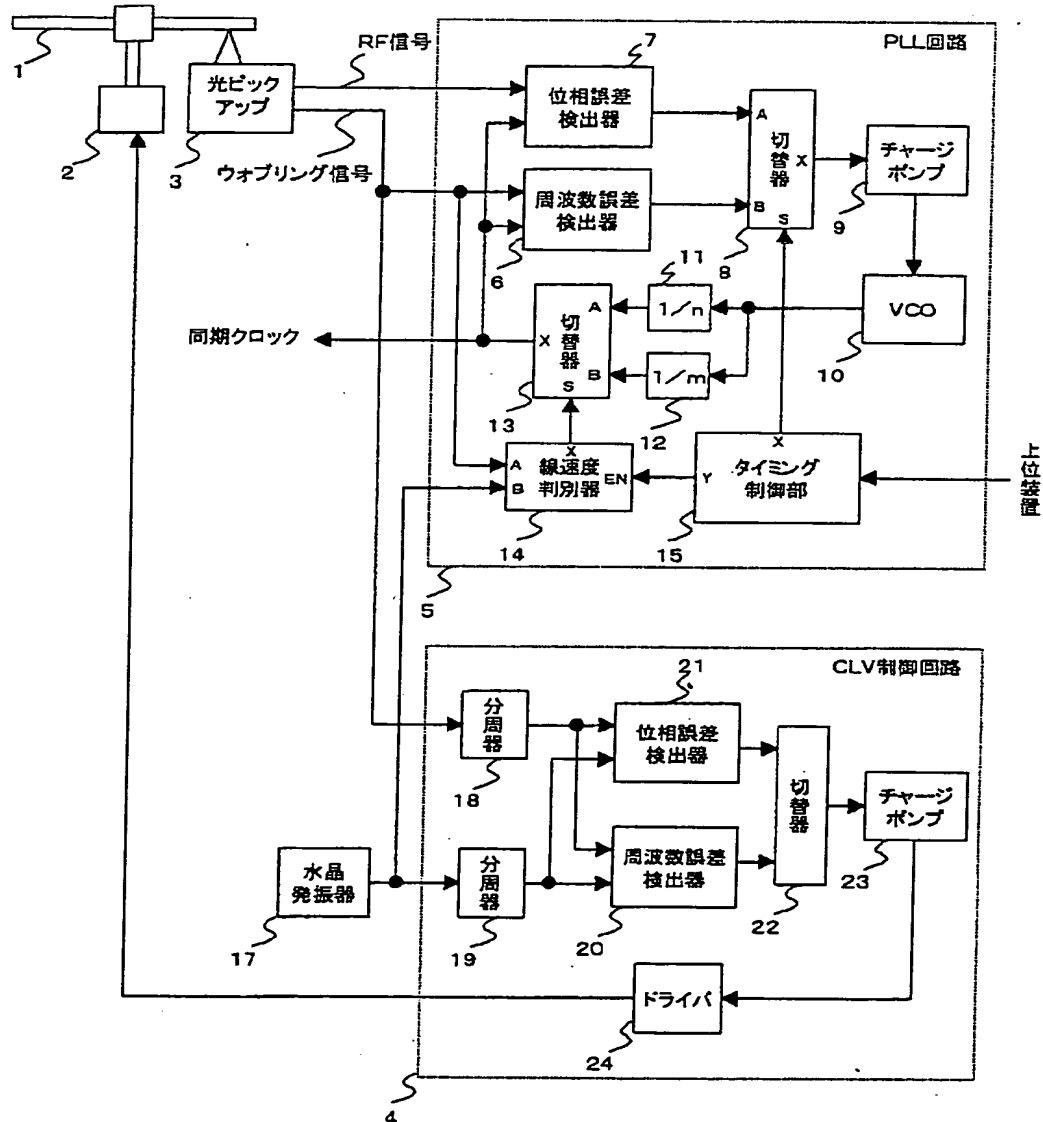 1
2
光ピック
アップ
3
RF信号
ウォブリング信号
PLL回路
7
位相誤差
検出器
周波数誤差
検出器
6
A
B
切替器
X
S
8
チャージ
ポンプ
9
VCO
10
11
1/n
1/m
12
同期クロック
X
切替器
A
B
S
13
A
B
X
線速度
判別器
EN
14
X
Y
タイミング
制御部
15
上位装置
5
CLV制御回路
水晶
発振器
17
分周器
18
分周器
19
21
位相誤差
検出器
周波数誤差
検出器
20
切替器
22
チャージ
ポンプ
23
ドライバ
24
4